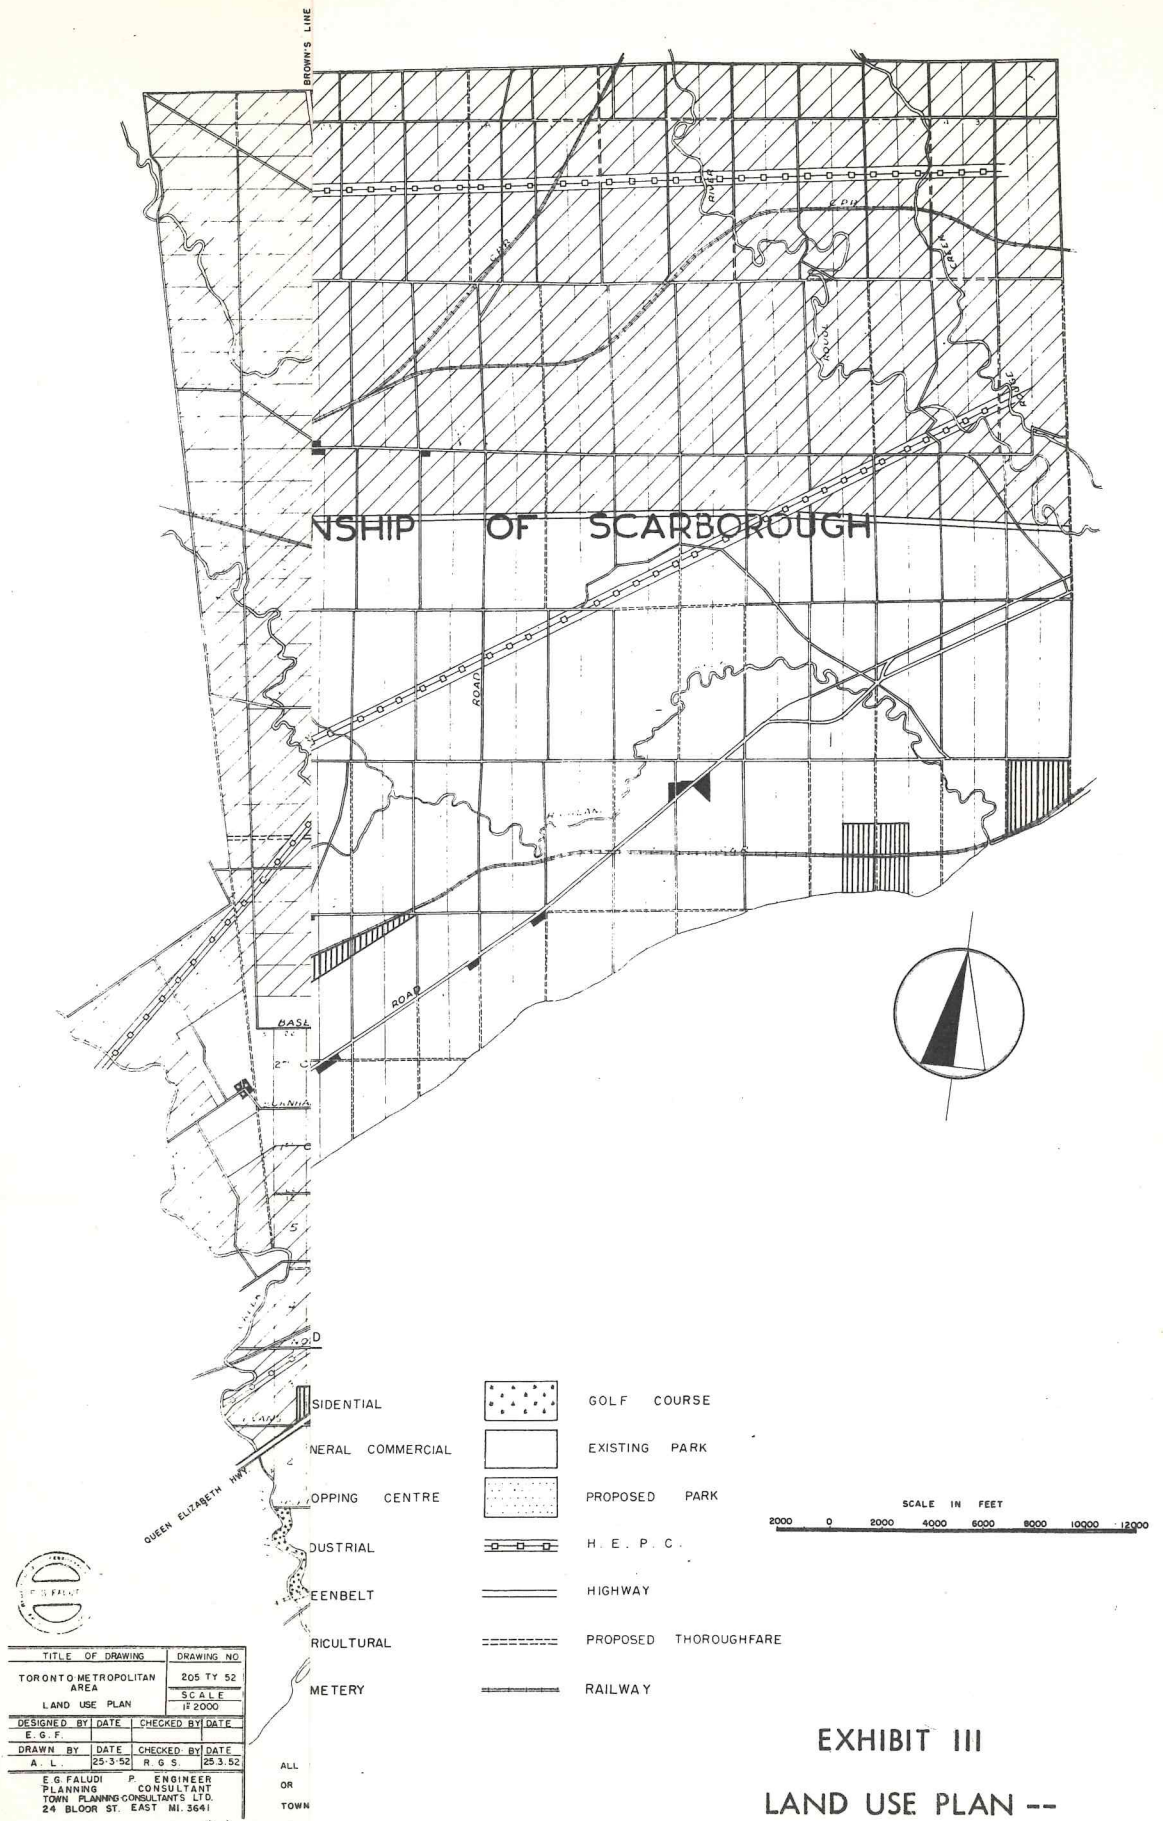 BROWN'S LINE
RIVER
C.P.R.
C.P.R.
CREEK
ROUGE
NSHIP OF SCARBOROUGH
ROAD
ROAD
BASE
2
5
QUEEN ELIZABETH HWY.
SIDENTIAL
NERAL COMMERCIAL
OPPING CENTRE
DUSTRIAL
EENBELT
RICULTURAL
METERY
GOLF COURSE
EXISTING PARK
PROPOSED PARK
H. E. P. C.
HIGHWAY
PROPOSED THOROUGHFARE
RAILWAY
SCALE IN FEET
2000 0 2000 4000 6000 8000 10000 12000
E G FALUDI
TITLE OF DRAWING
DRAWING NO
TORONTO METROPOLITAN
AREA
LAND USE PLAN
205 TY 52
SCALE
1" 2000
DESIGNED BY DATE CHECKED BY DATE
E. G. F.
DRAWN BY DATE CHECKED BY DATE
A. L. 25-3-52 R. G. S. 25.3.52
E.G. FALUDI P. ENGINEER
PLANNING CONSULTANT
TOWN PLANNING CONSULTANTS LTD.
24 BLOOR ST. EAST MI. 3641
ALL
OR
TOWN
EXHIBIT III
LAND USE PLAN --